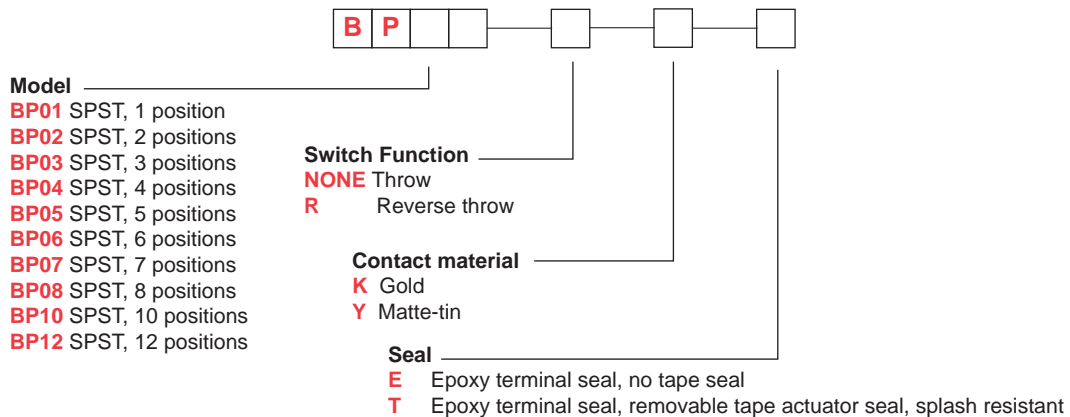 B P
Model
BP01 SPST, 1 position
BP02 SPST, 2 positions
BP03 SPST, 3 positions
BP04 SPST, 4 positions
BP05 SPST, 5 positions
BP06 SPST, 6 positions
BP07 SPST, 7 positions
BP08 SPST, 8 positions
BP10 SPST, 10 positions
BP12 SPST, 12 positions
Switch Function
NONE Throw
R Reverse throw
Contact material
K Gold
Y Matte-tin
Seal
E Epoxy terminal seal, no tape seal
T Epoxy terminal seal, removable tape actuator seal, splash resistant